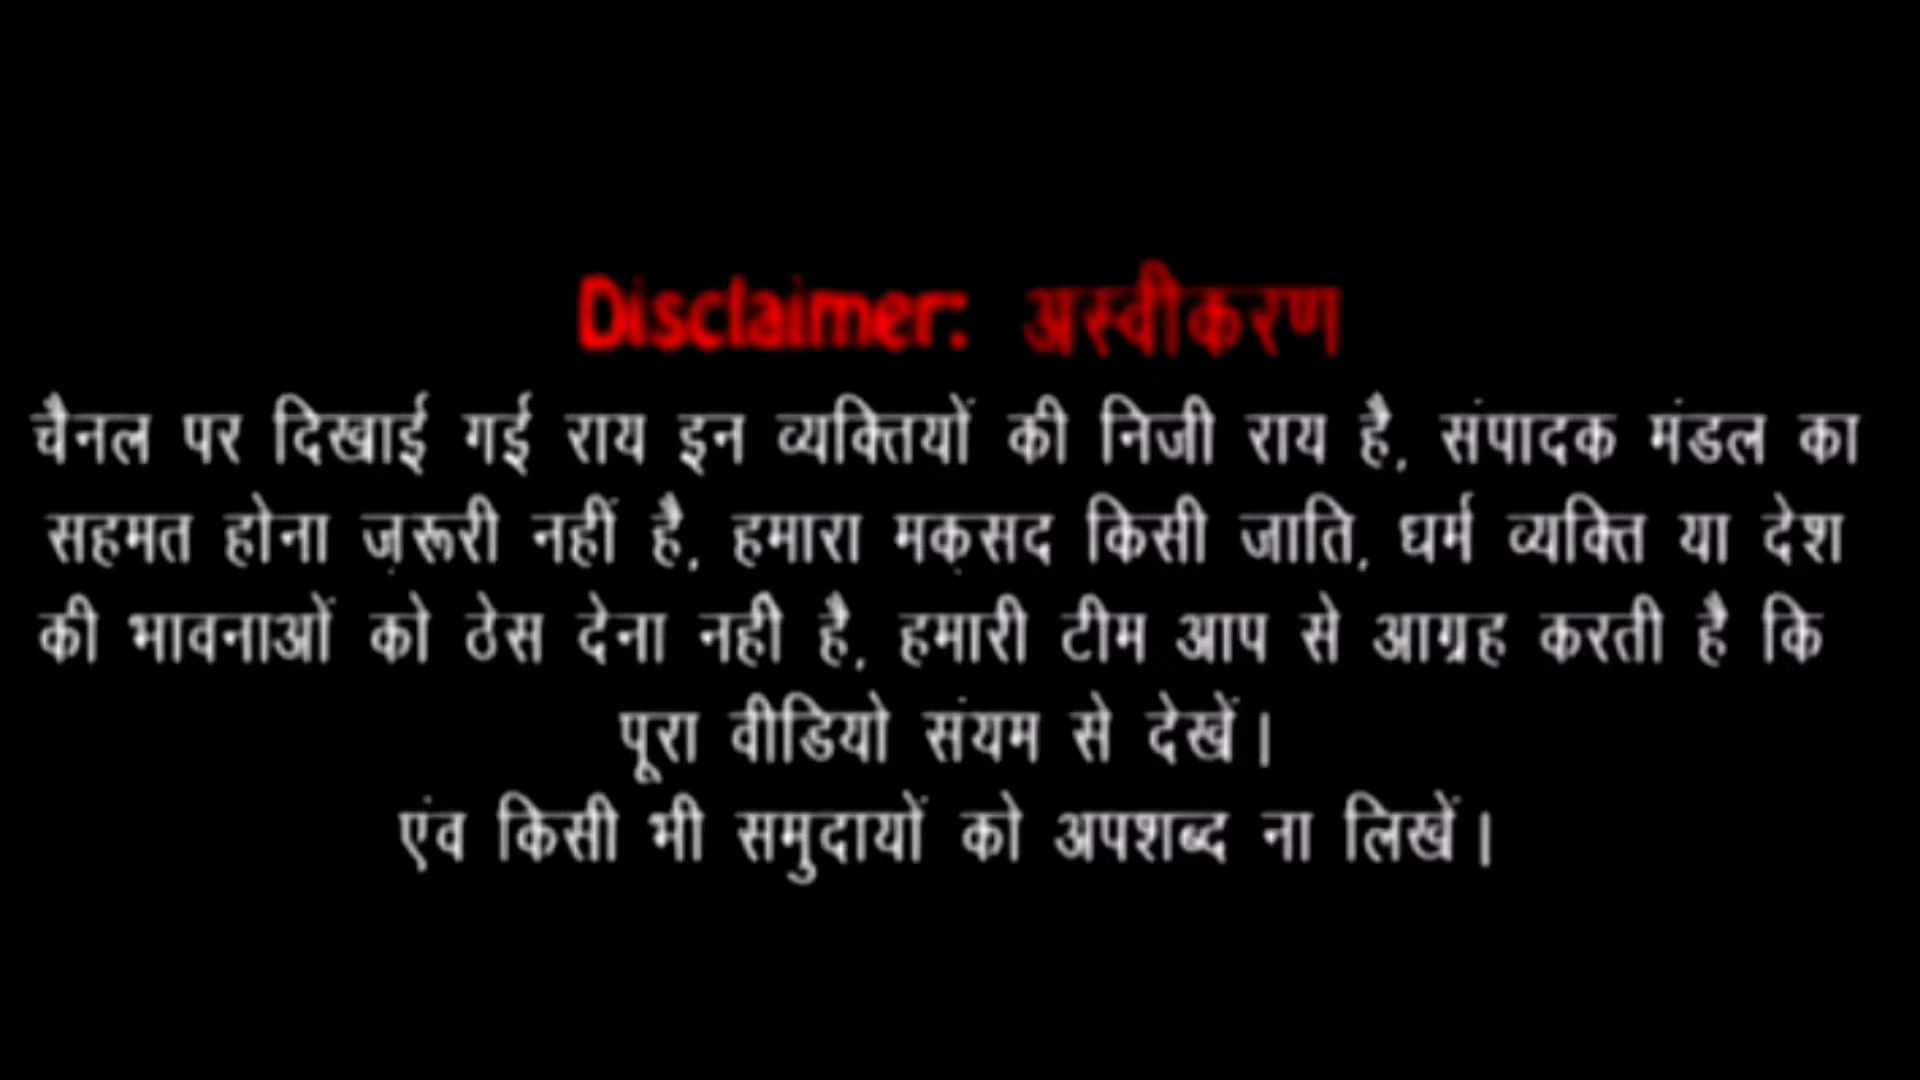 Disclaimer: अस्वीकरण
चैनल पर दिखाई गई राय इन व्यक्तियों की निजी राय है, संपादक मंडल का
सहमत होना ज़रूरी नहीं है, हमारा मक़सद किसी जाति, धर्म व्यक्ति या देश
की भावनाओं को ठेस देना नही है, हमारी टीम आप से आग्रह करती है कि
पूरा वीडियो संयम से देखें।
एंव किसी भी समुदायों को अपशब्द ना लिखें।